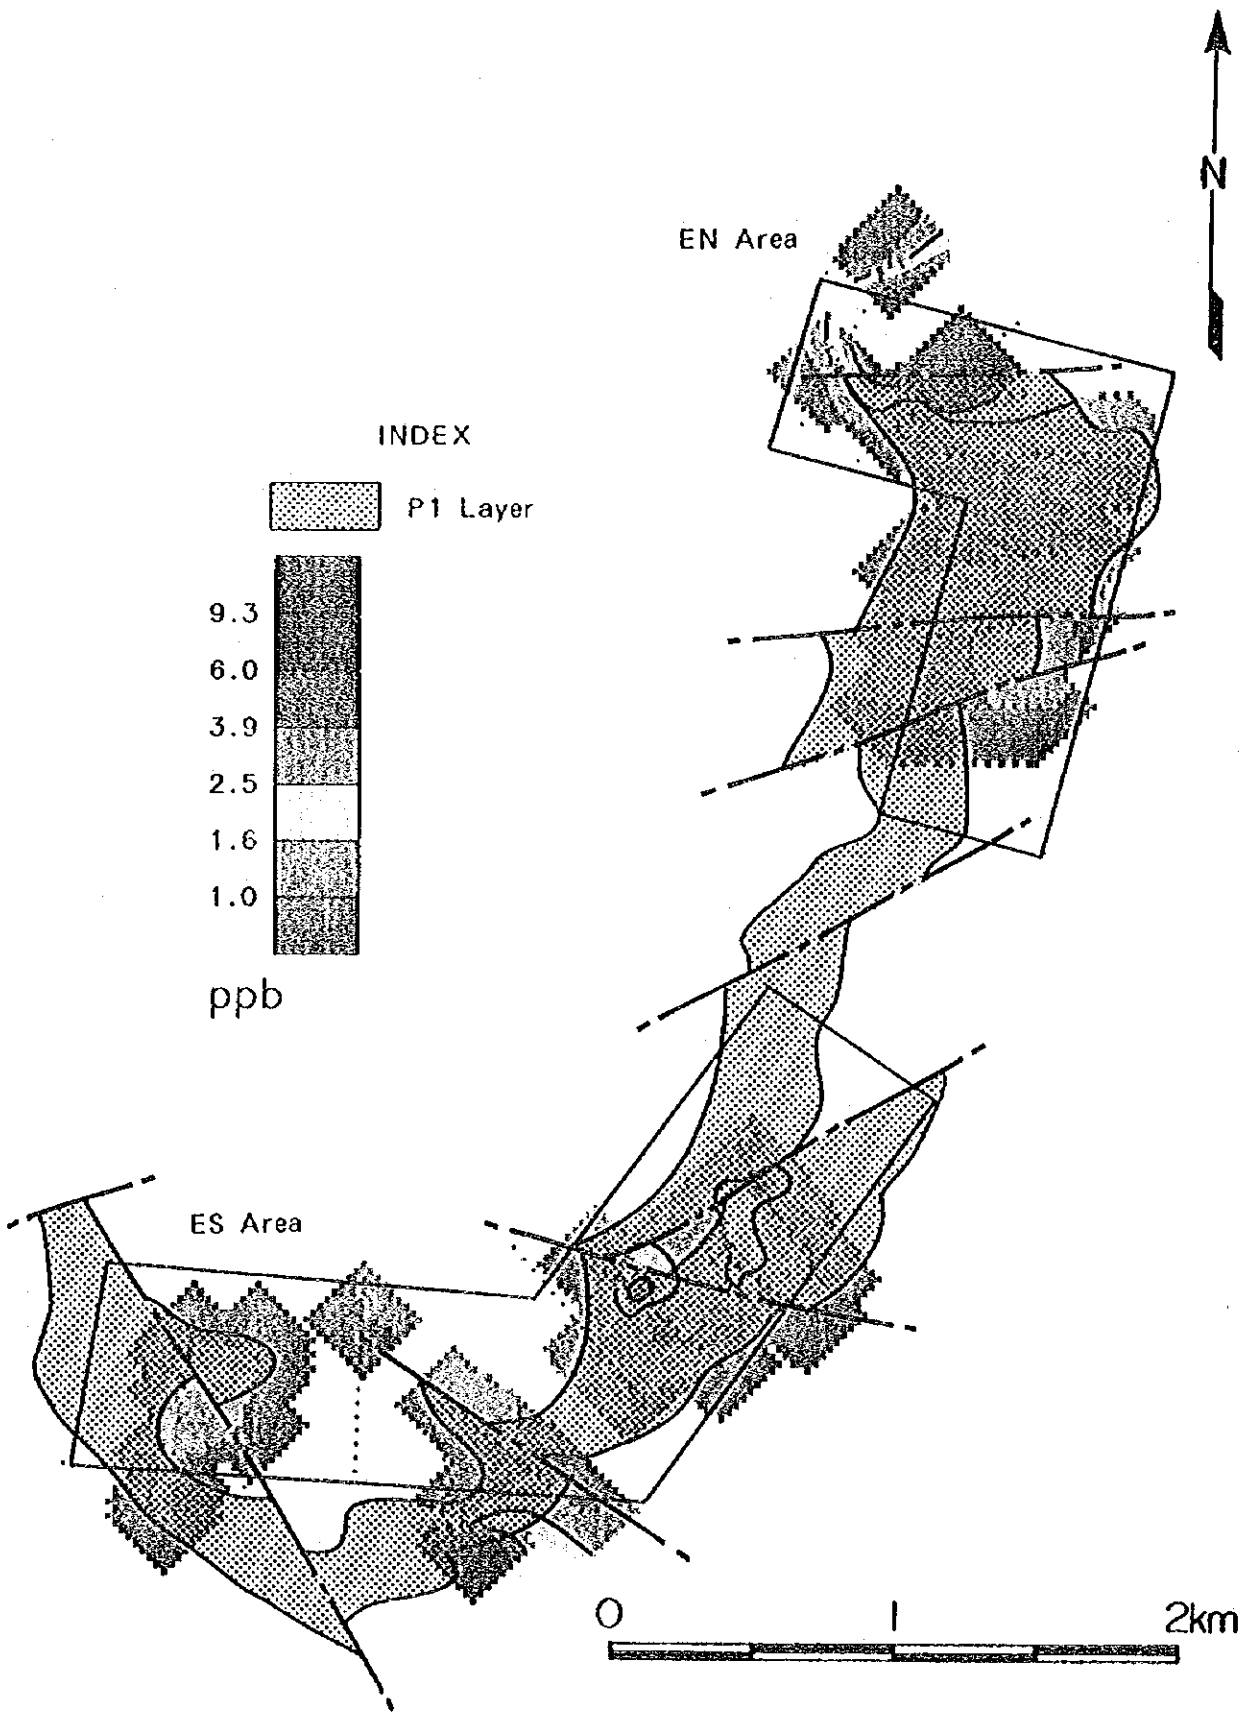 N
EN Area
INDEX
P1 Layer
9.3
6.0
3.9
2.5
1.6
1.0
ppb
ES Area
0 1 2km